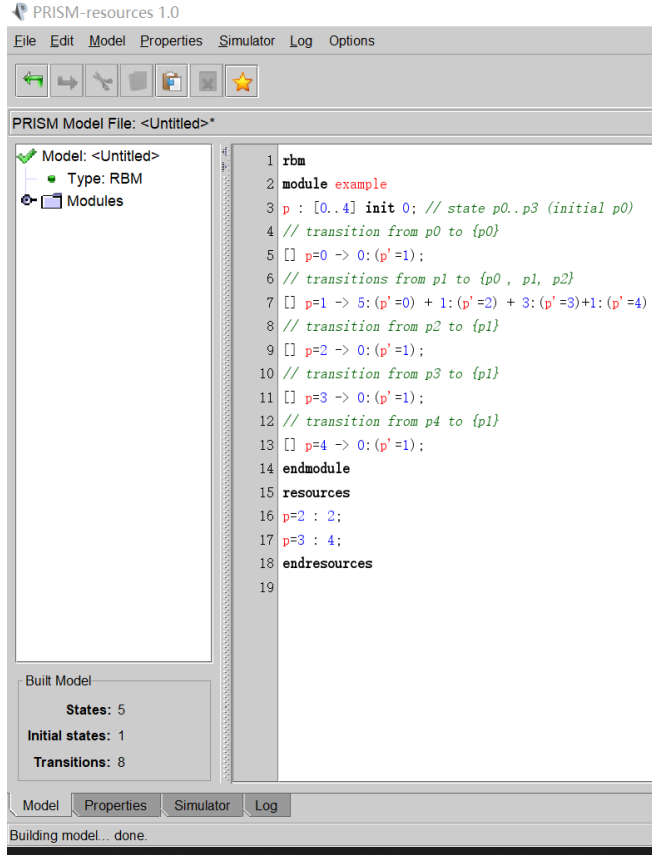 PRISM-resources 1.0
File Edit Model Properties Simulator Log Options
PRISM Model File: <Untitled>*
Model: <Untitled>
Type: RBM
Modules
1 rbm
2 module example
3 p : [0..4] init 0; // state p0..p3 (initial p0)
4 // transition from p0 to {p0}
5 [] p=0 -> 0:(p'=1);
6 // transitions from p1 to {p0 , p1, p2}
7 [] p=1 -> 5:(p'=0) + 1:(p'=2) + 3:(p'=3)+1:(p'=4)
8 // transition from p2 to {p1}
9 [] p=2 -> 0:(p'=1);
10 // transition from p3 to {p1}
11 [] p=3 -> 0:(p'=1);
12 // transition from p4 to {p1}
13 [] p=4 -> 0:(p'=1);
14 endmodule
15 resources
16 p=2 : 2;
17 p=3 : 4;
18 endresources
19
Built Model
States: 5
Initial states: 1
Transitions: 8
Model Properties Simulator Log
Building model... done.